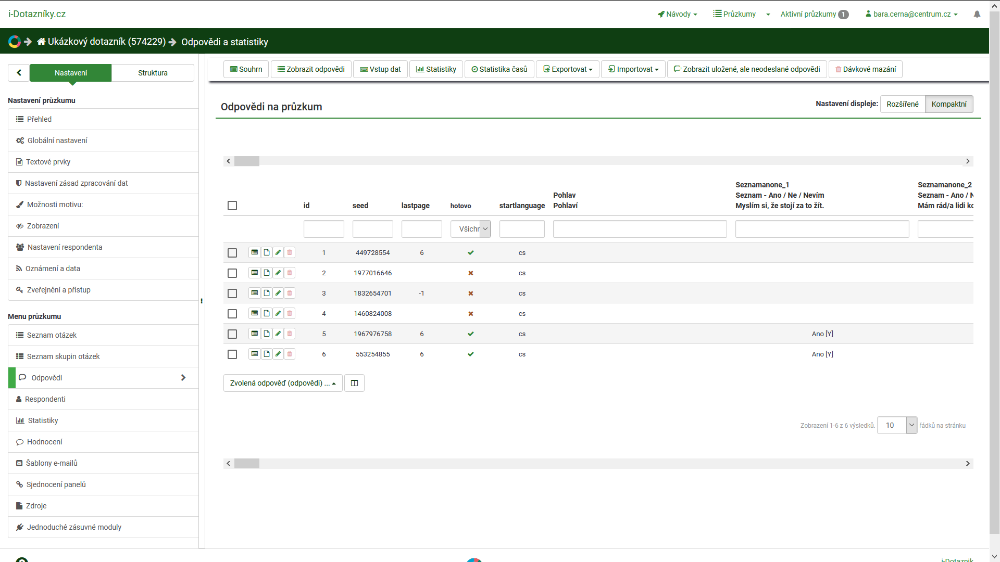 i-Dotazníky.cz
Návody
Průzkumy
Aktivní průzkumy 1
bara.cerna@centrum.cz
Ukázkový dotazník (574229)
Odpovědi a statistiky
Nastavení
Struktura
Nastavení průzkumu
Přehled
Globální nastavení
Textové prvky
Nastavení zásad zpracování dat
Možnosti motivu:
Zobrazení
Nastavení respondenta
Oznámení a data
Zveřejnění a přístup
Menu průzkumu
Seznam otázek
Seznam skupin otázek
Odpovědi
Respondenti
Statistiky
Hodnocení
Šablony e-mailů
Sjednocení panelů
Zdroje
Jednoduché zásuvné moduly
Souhrn
Zobrazit odpovědi
Vstup dat
Statistiky
Statistika časů
Exportovat
Importovat
Zobrazit uložené, ale neodeslané odpovědi
Dávkové mazání
Odpovědi na průzkum
Nastavení displeje: Rozšířené Kompaktní
id
seed
lastpage
hotovo
startlanguage
Pohlav
Pohlaví
Seznamanone_1
Seznam - Ano / Ne / Nevím
Myslím si, že stojí za to žít.
Seznamanone_2
Seznam - Ano / N
Mám rád/a lidi ko
Všichr
1 449728554 6 cs
2 1977016646 cs
3 1832654701 -1 cs
4 1460824008 cs
5 1967976758 6 cs Ano [Y]
6 553254855 6 cs Ano [Y]
Zvolená odpověď (odpovědi) ...
Zobrazení 1-6 z 6 výsledků. 10 řádků na stránku